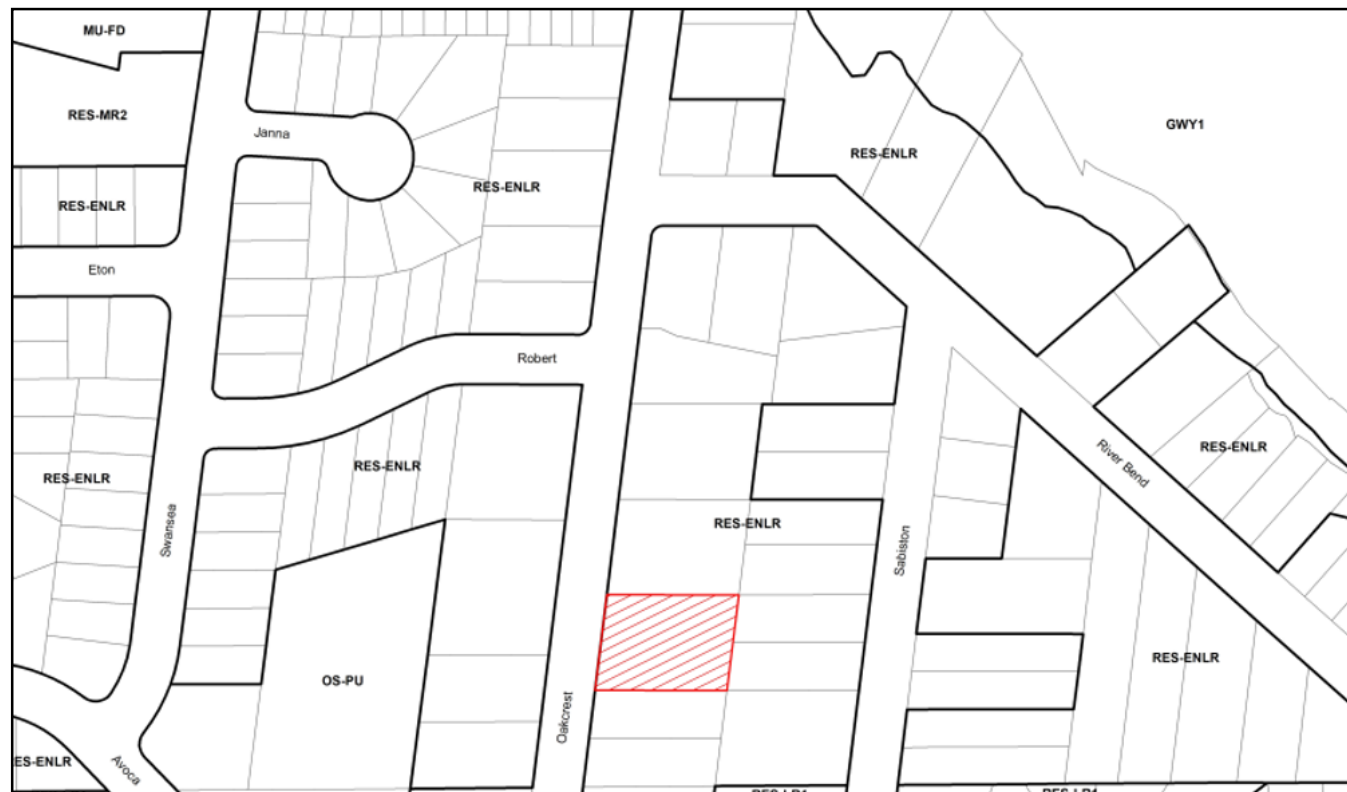 MU-FD
RES-MR2
GWY1
Janna
RES-ENLR
RES-ENLR
RES-ENLR
Eton
Robert
RES-ENLR
RES-ENLR
River Bend
RES-ENLR
Swansea
RES-ENLR
Sabiston
RES-ENLR
OS-PU
Oakcrest
ES-ENLR
Avoca